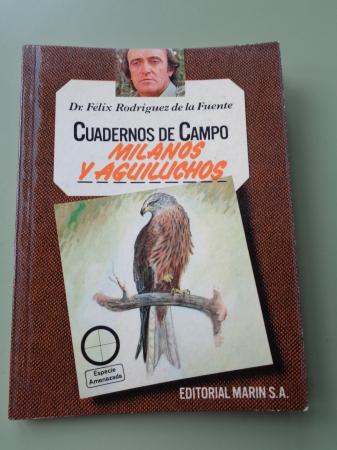 Dr. Félix Rodríguez de la Fuente
CUADERNOS DE CAMPO
MILANOS
Y AGUILUCHOS
Especie
Amenazada
EDITORIAL MARIN S.A.